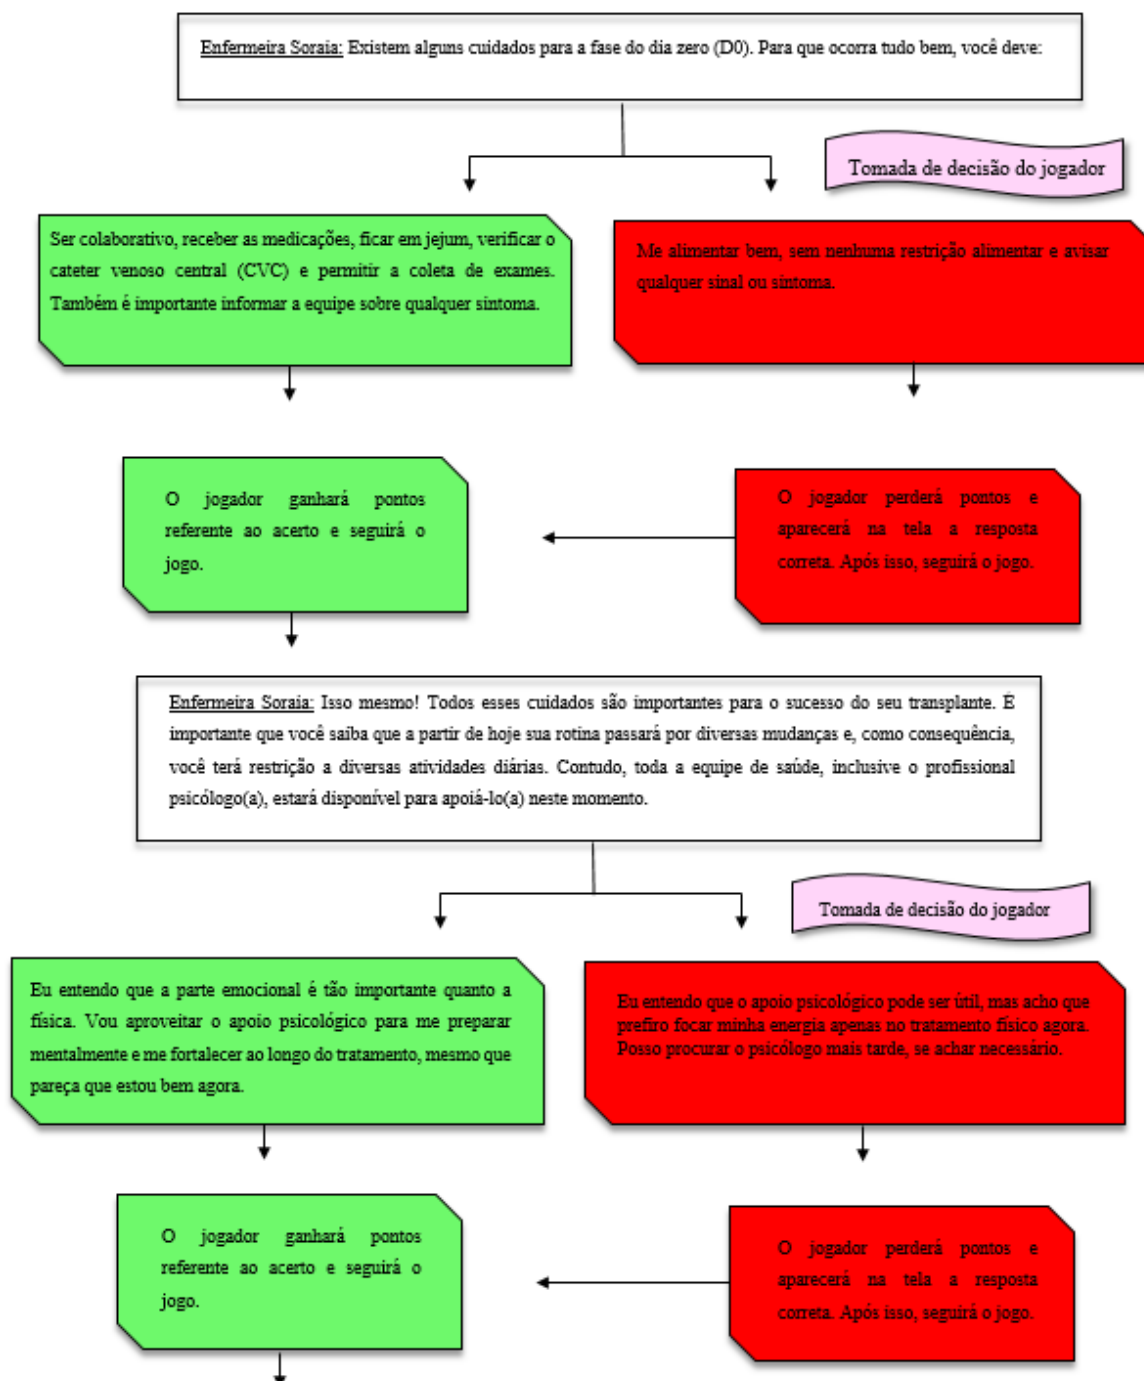 Enfermeira Soraia: Existem alguns cuidados para a fase do dia zero (D0). Para que ocorra tudo bem, você deve:
Tomada de decisão do jogador
Ser colaborativo, receber as medicações, ficar em jejum, verificar o
cateter venoso central (CVC) e permitir a coleta de exames.
Também é importante informar a equipe sobre qualquer sintoma.
Me alimentar bem, sem nenhuma restrição alimentar e avisar
qualquer sinal ou sintoma.
O jogador ganhará pontos
referente ao acerto e seguirá o
jogo.
O jogador perderá pontos e
aparecerá na tela a resposta
correta. Após isso, seguirá o jogo.
Enfermeira Soraia: Isso mesmo! Todos esses cuidados são importantes para o sucesso do seu transplante. É
importante que você saiba que a partir de hoje sua rotina passará por diversas mudanças e, como consequência,
você terá restrição a diversas atividades diárias. Contudo, toda a equipe de saúde, inclusive o profissional
psicólogo(a), estará disponível para apoiá-lo(a) neste momento.
Tomada de decisão do jogador
Eu entendo que a parte emocional é tão importante quanto a
física. Vou aproveitar o apoio psicológico para me preparar
mentalmente e me fortalecer ao longo do tratamento, mesmo que
pareça que estou bem agora.
Eu entendo que o apoio psicológico pode ser útil, mas acho que
prefiro focar minha energia apenas no tratamento físico agora.
Posso procurar o psicólogo mais tarde, se achar necessário.
O jogador ganhará pontos
referente ao acerto e seguirá o
jogo.
O jogador perderá pontos e
aparecerá na tela a resposta
correta. Após isso, seguirá o jogo.